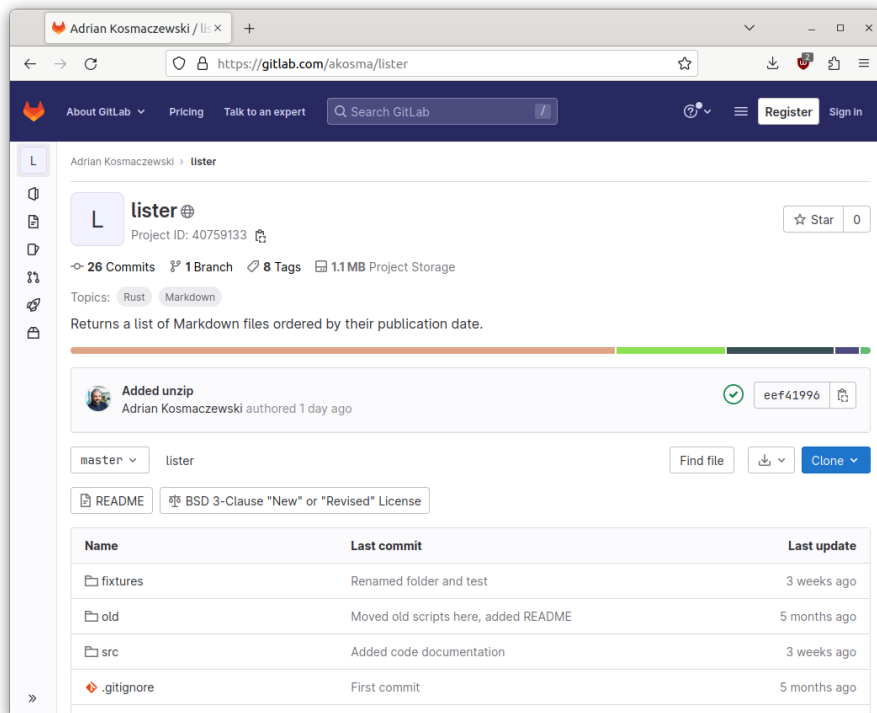 Adrian Kosmaczewski / lis
https://gitlab.com/akosma/lister
2
About GitLab Pricing Talk to an expert Search GitLab / Register Sign in
L Adrian Kosmaczewski › lister
L
lister
Project ID: 40759133
Star 0
26 Commits 1 Branch 8 Tags 1.1 MB Project Storage
Topics: Rust Markdown
Returns a list of Markdown files ordered by their publication date.
Added unzip
Adrian Kosmaczewski authored 1 day ago
eef41996
master lister Find file Clone
README BSD 3-Clause "New" or "Revised" License
Name Last commit Last update
fixtures Renamed folder and test 3 weeks ago
old Moved old scripts here, added README 5 months ago
src Added code documentation 3 weeks ago
.gitignore First commit 5 months ago